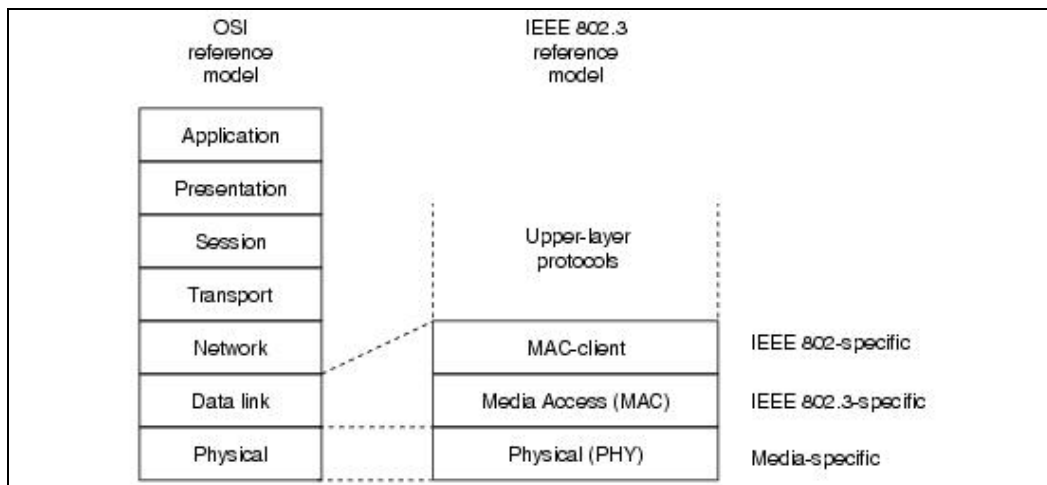 OSI
reference
model
IEEE 802.3
reference
model
Application
Presentation
Session
Transport
Network
Data link
Physical
Upper-layer
protocols
MAC-client
Media Access (MAC)
Physical (PHY)
IEEE 802-specific
IEEE 802.3-specific
Media-specific